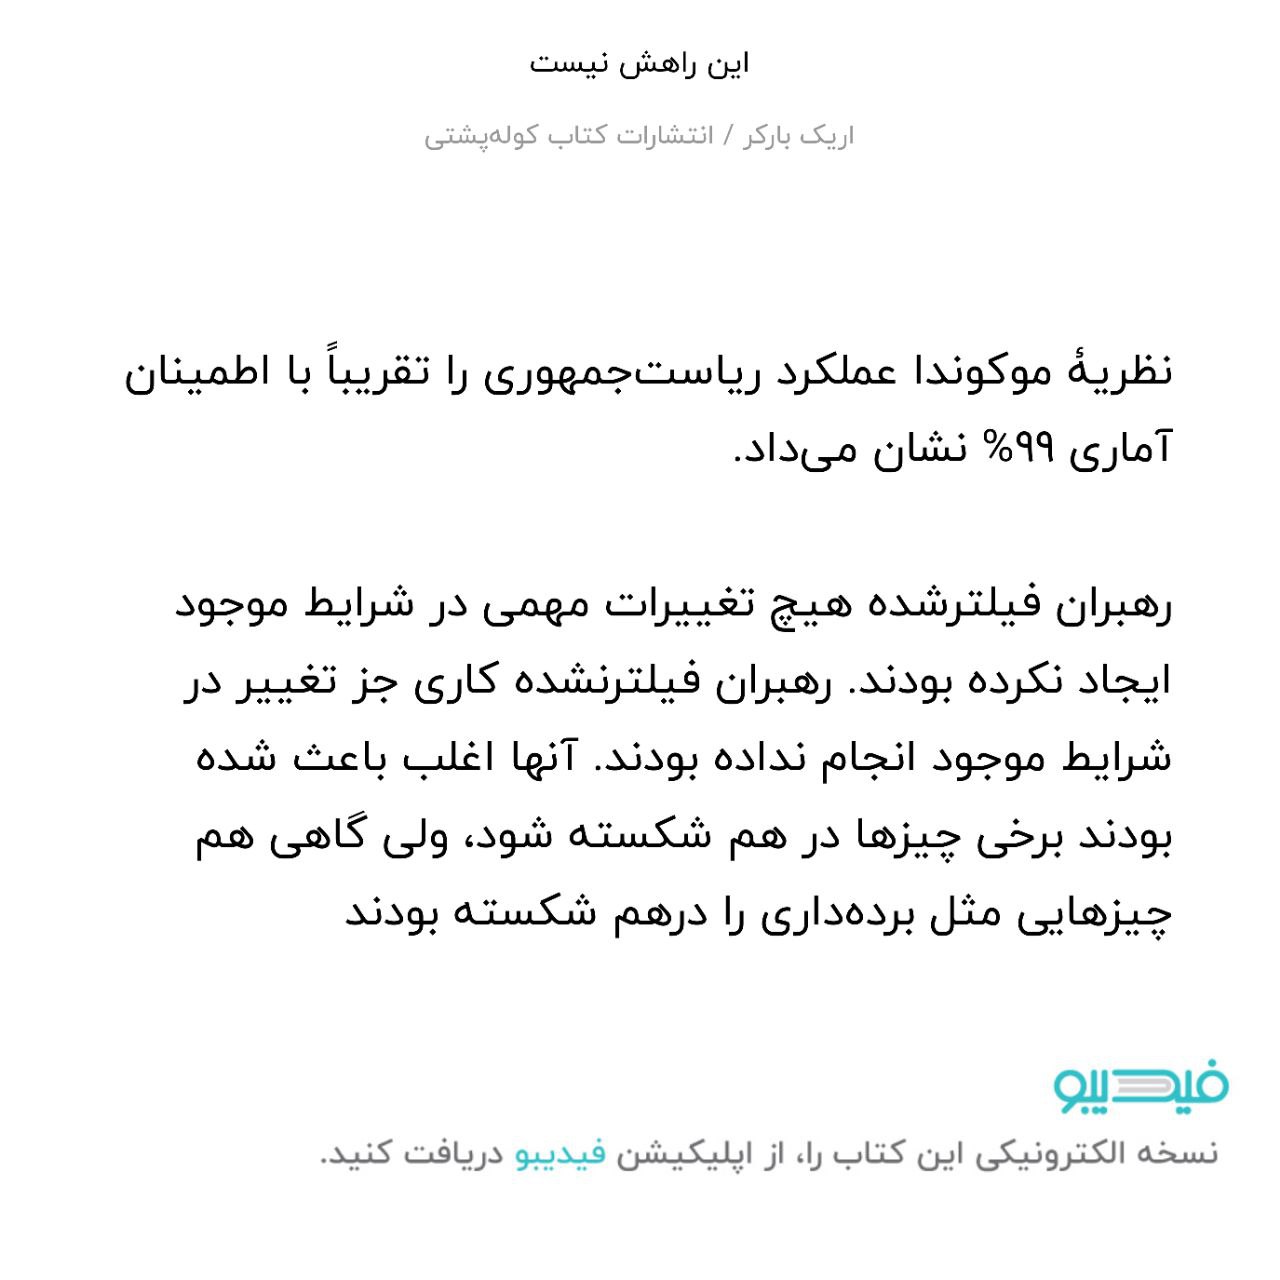 این راهش نیست
اریک بارکر / انتشارات کتاب کوله‌پشتی
نظریهٔ موکوندا عملکرد ریاست‌جمهوری را تقریباً با اطمینان
آماری ۹۹% نشان می‌داد.
رهبران فیلترشده هیچ تغییرات مهمی در شرایط موجود
ایجاد نکرده بودند. رهبران فیلترنشده کاری جز تغییر در
شرایط موجود انجام نداده بودند. آنها اغلب باعث شده
بودند برخی چیزها در هم شکسته شود، ولی گاهی هم
چیزهایی مثل برده‌داری را درهم شکسته بودند
فیدیبو
نسخه الکترونیکی این کتاب را، از اپلیکیشن فیدیبو دریافت کنید.